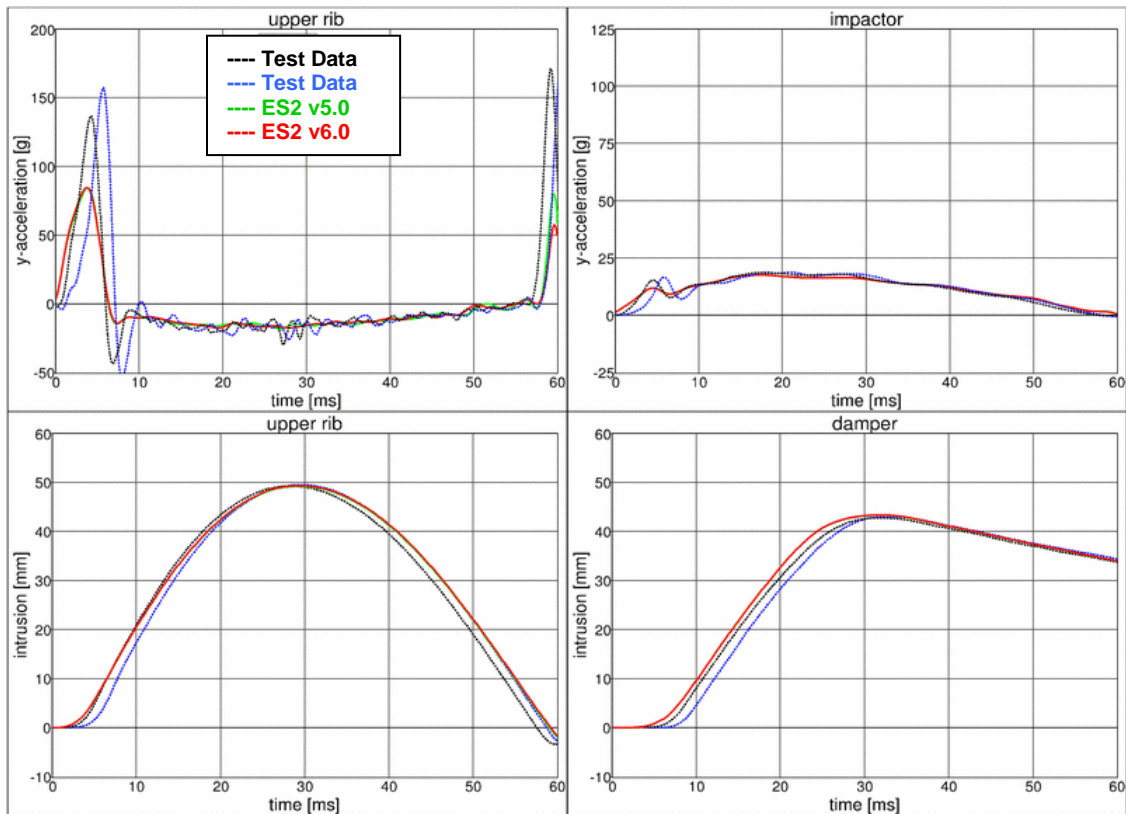 upper rib
200
150
100
50
0
-50
y-acceleration [g]
---- Test Data
---- Test Data
---- ES2 v5.0
---- ES2 v6.0
0 10 20 30 40 50 60
time [ms]
impactor
125
100
75
50
25
0
-25
y-acceleration [g]
0 10 20 30 40 50 60
time [ms]
upper rib
60
50
40
30
20
10
0
-10
intrusion [mm]
0 10 20 30 40 50 60
time [ms]
damper
60
50
40
30
20
10
0
-10
intrusion [mm]
0 10 20 30 40 50 60
time [ms]